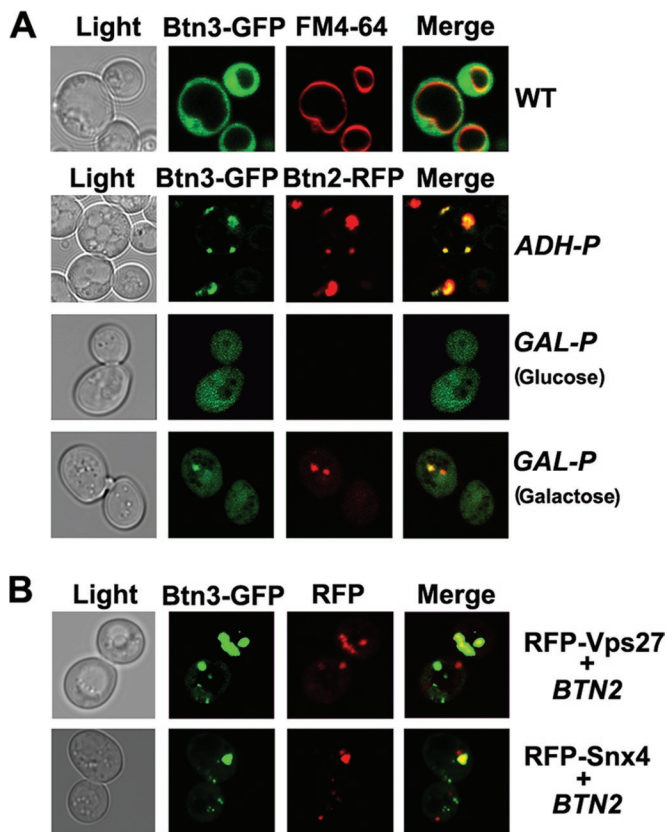 A
Light Btn3-GFP FM4-64 Merge
WT
Light Btn3-GFP Btn2-RFP Merge
ADH-P
GAL-P
(Glucose)
GAL-P
(Galactose)
B
Light Btn3-GFP RFP Merge
RFP-Vps27
+
BTN2
RFP-Snx4
+
BTN2